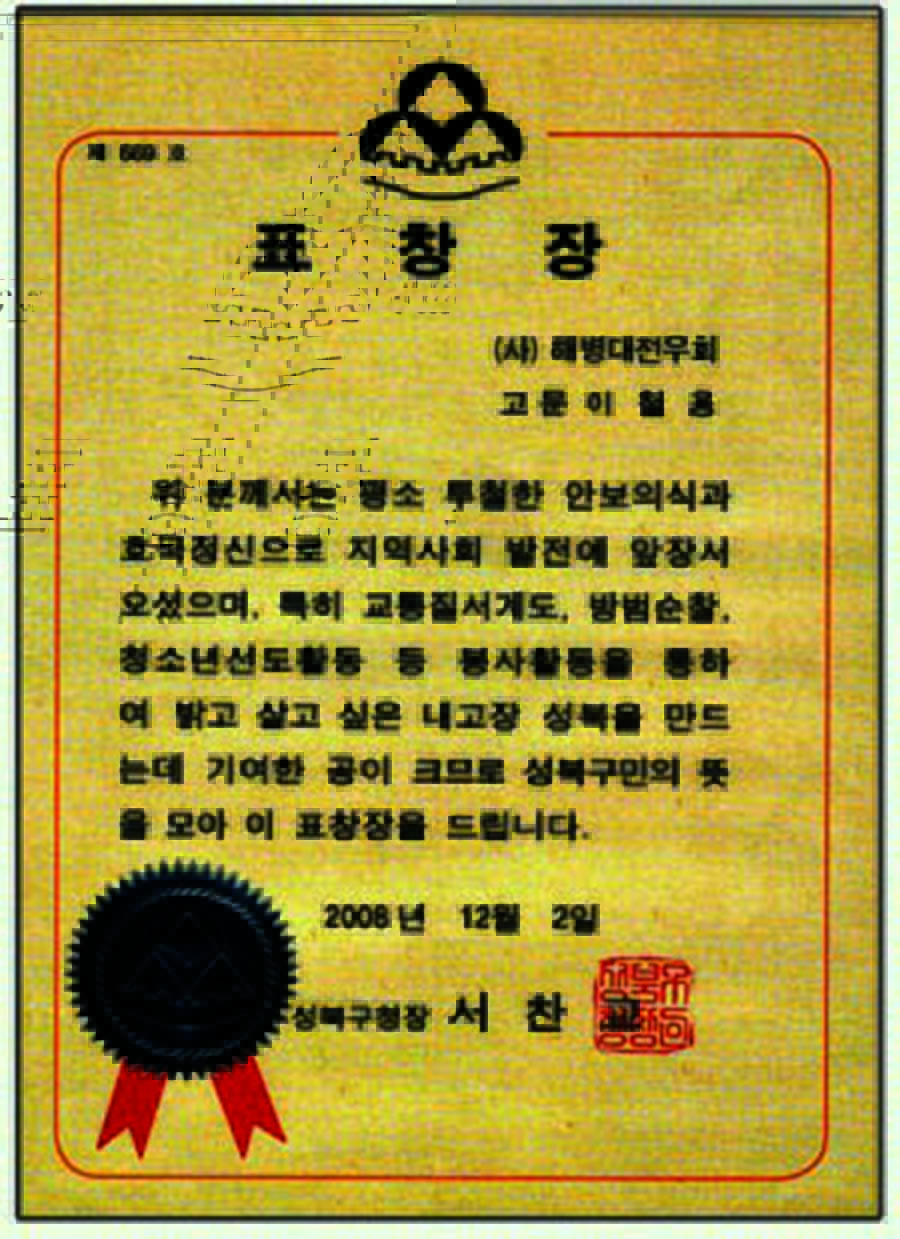 표 창 장
(사) 해병대전우회
고문 이 철 용
위 분께서는 평소 투철한 안보의식과
호국정신으로 지역사회 발전에 앞장서
오셨으며, 특히 교통질서계도, 방범순찰,
청소년선도활동 등 봉사활동을 통하
여 밝고 살고 싶은 내고장 성북을 만드
는데 기여한 공이 크므로 성북구민의 뜻
을 모아 이 표창장을 드립니다.
2008년 12월 2일
성북구청장 서 찬